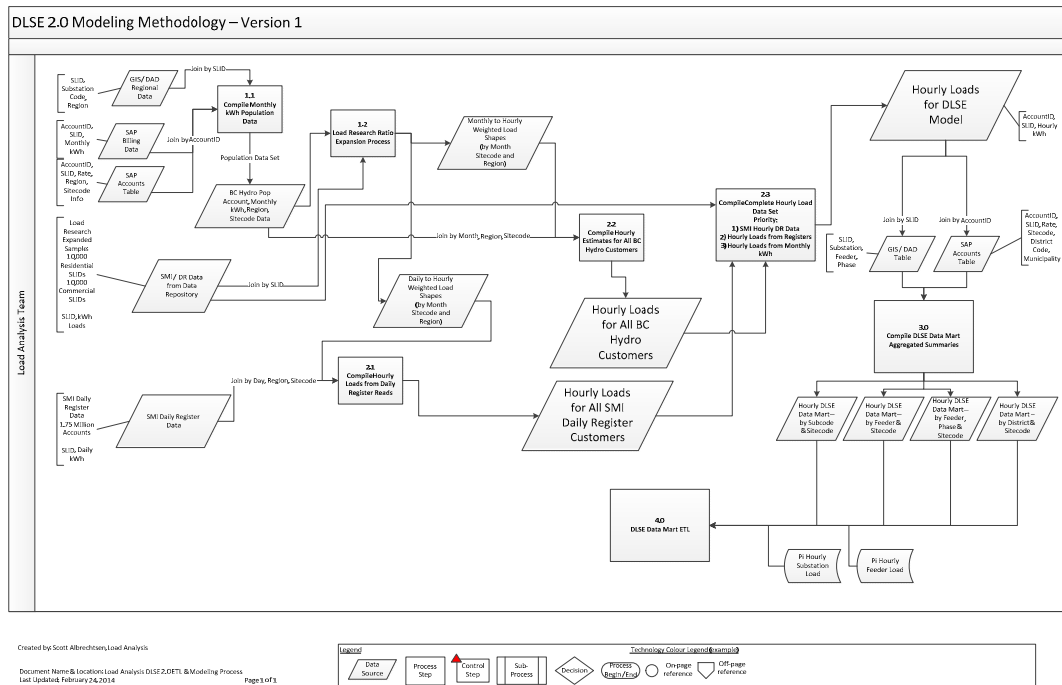 DLSE 2.0 Modeling Methodology – Version 1
Load Analysis Team
SLID,
Substation
Code,
Region
GIS/ DAD
Regional
Data
Join by SLID
1.1
Compile Monthly
kWh Population
Data
AccountID,
SLID,
Monthly
kWh
SAP
Billing
Data
Join by AccountID
AccountID,
SLID, Rate,
Region,
Sitecode
Info
SAP
Accounts
Table
Population Data Set
BC Hydro Pop
Account, Monthly
kWh, Region,
Sitecode Data
1-2
Load Research Ratio
Expansion Process
Monthly to Hourly
Weighted Load
Shapes
(by Month
Sitecode and
Region)
Join by Month, Region, Sitecode
Load
Research
Expanded
Samples
10,000
Residential
SLIDs
10,000
Commercial
SLIDs
SLID, kWh
Loads
SMI/ DR Data
from Data
Repository
Join by SLID
Daily to Hourly
Weighted Load
Shapes
(by Month
Sitecode and
Region)
2.2
Compile Hourly
Estimates for All BC
Hydro Customers
2.3
Compile Complete Hourly Load
Data Set
Priority:
1) SMI Hourly DR Data
2) Hourly Loads from Registers
3) Hourly Loads from Monthly
kWh
Hourly Loads
for All BC
Hydro
Customers
SMI Daily
Register
Data
1.75 Million
Accounts
SLID, Daily
kWh
SMI Daily Register
Data
Join by Day, Region, Sitecode
2.1
Compile Hourly
Loads from Daily
Register Reads
Hourly Loads
for All SMI
Daily Register
Customers
Hourly Loads
for DLSE
Model
AccountID,
SLID, Hourly
kWh
Join by SLID
Join by AccountID
SLID,
Substation,
Feeder,
Phase
GIS/ DAD
Table
SAP
Accounts
Table
AccountID,
SLID, Rate,
Sitecode,
District
Code,
Municipality
3.0
Compile DLSE Data Mart
Aggregated Summaries
Hourly DLSE
Data Mart –
by Subcode
& Sitecode
Hourly DLSE
Data Mart –
by Feeder &
Sitecode
Hourly DLSE
Data Mart –
by Feeder,
Phase &
Sitecode
Hourly DLSE
Data Mart –
by District &
Sitecode
4.0
DLSE Data Mart ETL
Pi Hourly
Substation
Load
Pi Hourly
Feeder Load
Created by: Scott Albrechtsen, Load Analysis
Document Name & Location: Load Analysis DLSE 2.0 ETL & Modeling Process
Last Updated: February 24, 2014
Page 1 of 1
Legend
Technology Colour Legend (example)
Data
Source
Process
Step
Control
Step
Sub-
Process
Decision
Process
Begin/End
On-page
reference
Off-page
reference